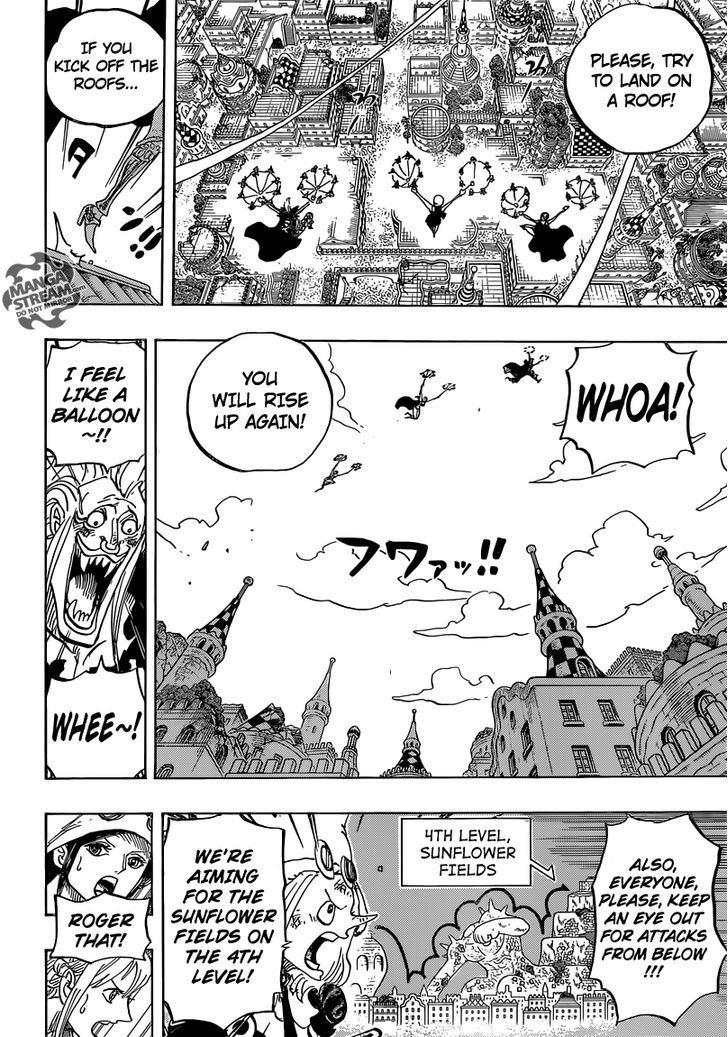 PLEASE, TRY
TO LAND ON
A ROOF!
IF YOU
KICK OFF THE
ROOFS...
タ
!!
MANGA
STREAM.com
DO NOT MIRROR
WHOA!
YOU
WILL RISE
UP AGAIN!
フワァッ!!
I FEEL
LIKE A
BALLOON
~!!
WHEE~!
ALSO,
EVERYONE,
PLEASE, KEEP
AN EYE OUT
FOR ATTACKS
FROM BELOW
!!!
4TH LEVEL,
SUNFLOWER
FIELDS
WE'RE
AIMING
FOR THE
SUNFLOWER
FIELDS ON
THE 4TH
LEVEL!
ROGER
THAT!